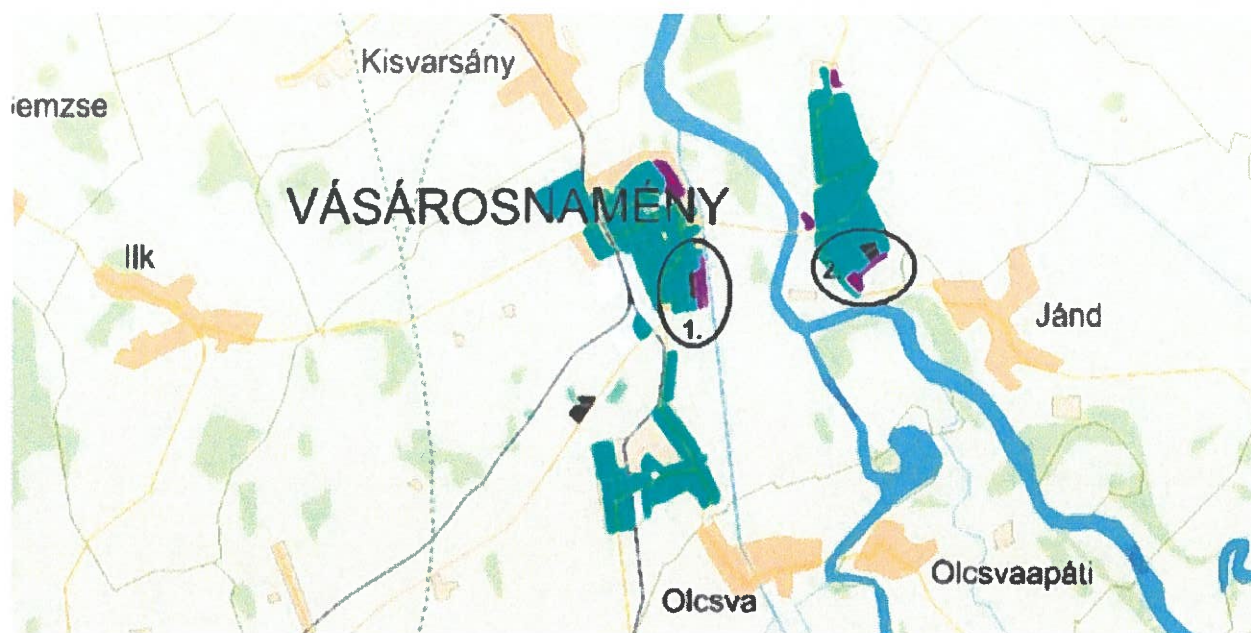 Kisvarsány
emzse
VÁSÁROSNAMÉNY
Ilk
2.
Jánd
1.
Olcsvaapáti
Olcsva